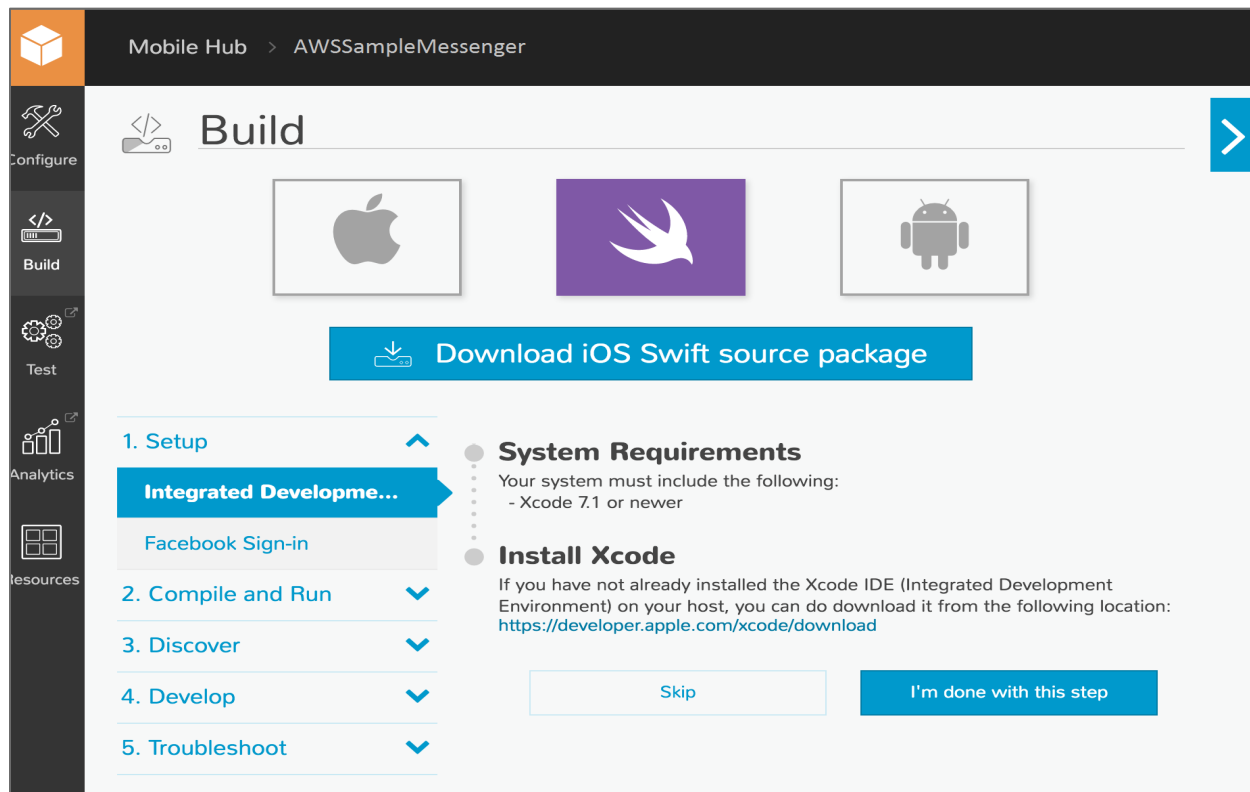 Mobile Hub > AWSSampleMessenger
Configure
Build
Test
Analytics
Resources
</> Build
Download iOS Swift source package
1. Setup
Integrated Developme...
Facebook Sign-in
2. Compile and Run
3. Discover
4. Develop
5. Troubleshoot
System Requirements
Your system must include the following:
- Xcode 7.1 or newer
Install Xcode
If you have not already installed the Xcode IDE (Integrated Development
Environment) on your host, you can do download it from the following location:
https://developer.apple.com/xcode/download
Skip
I'm done with this step